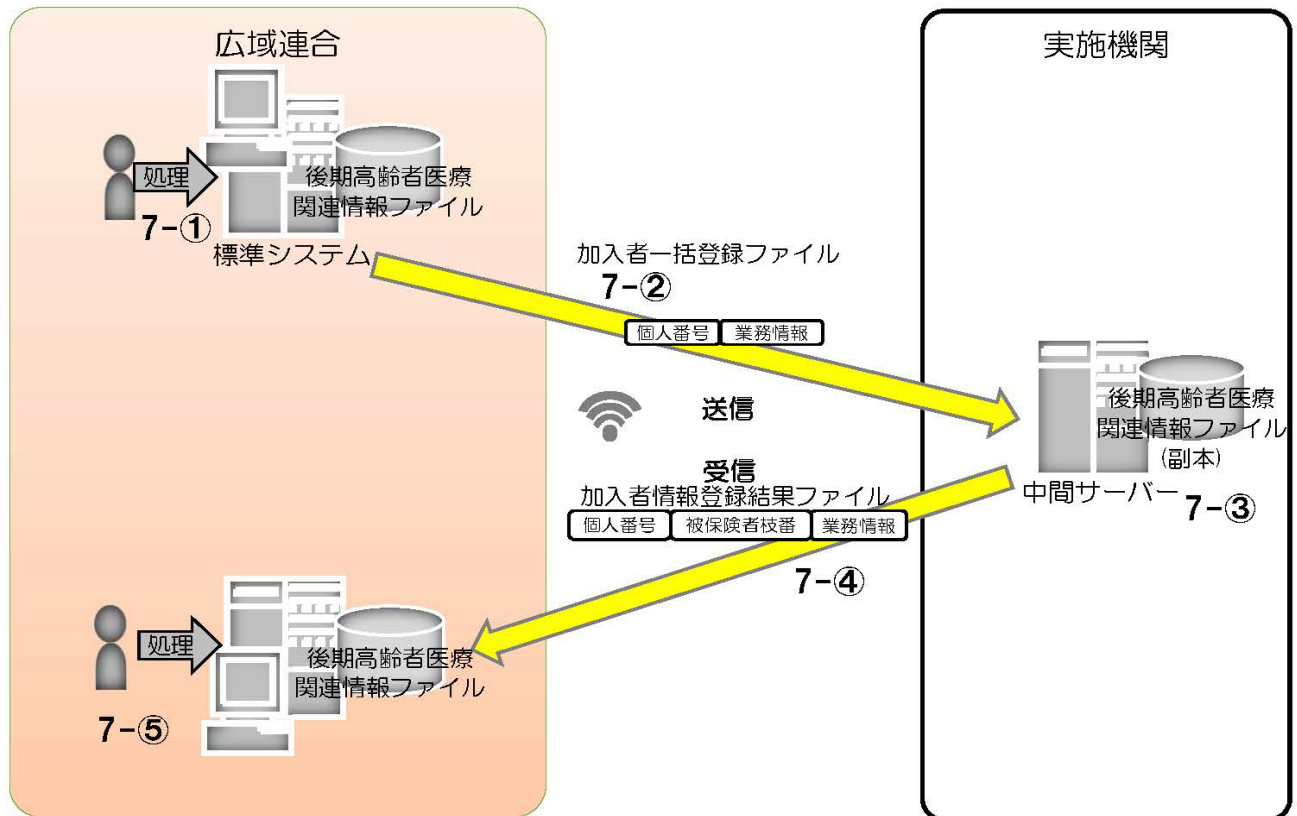 広域連合
実施機関
処理
後期高齢者医療
関連情報ファイル
7-①
標準システム
加入者一括登録ファイル
7-②
個人番号
業務情報
送信
後期高齢者医療
関連情報ファイル
(副本)
中間サーバー
7-③
受信
加入者情報登録結果ファイル
個人番号
被保険者枝番
業務情報
7-④
処理
後期高齢者医療
関連情報ファイル
7-⑤